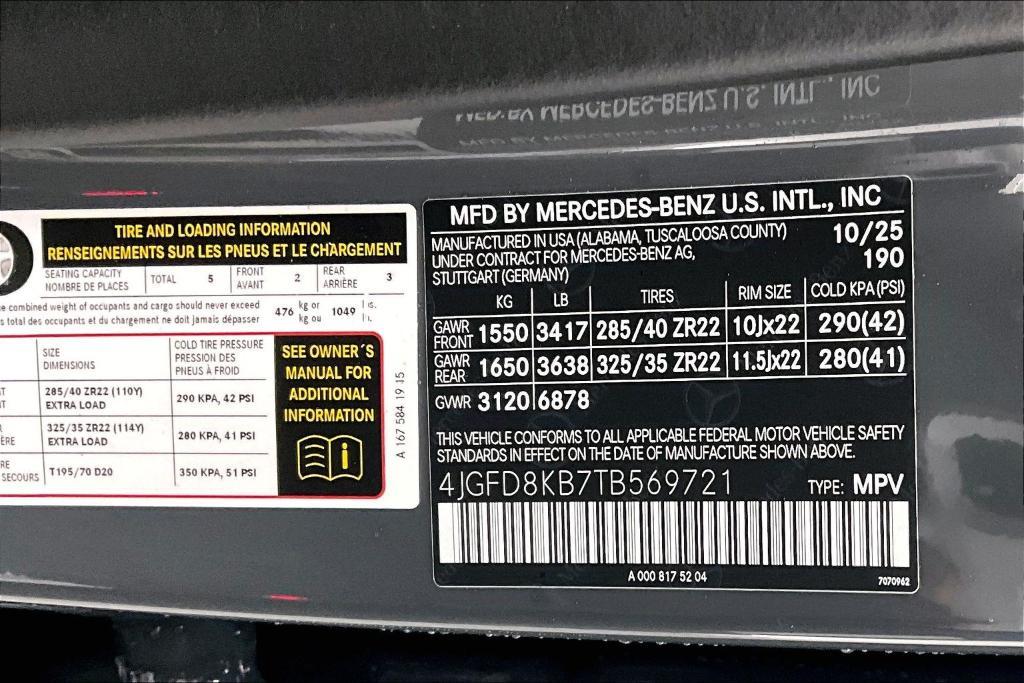 MFD BY MERCEDES-BENZ U.S. INTL., INC
TIRE AND LOADING INFORMATION
RENSEIGNEMENTS SUR LES PNEUS ET LE CHARGEMENT
SEATING CAPACITY
NOMBRE DE PLACES
TOTAL 5
FRONT
AVANT
2
REAR
ARRIÈRE
3
combined weight of occupants and cargo should never exceed
total des occupants et du chargement ne doit jamais dépasser
476
kg or
kg ou
1049
SIZE
DIMENSIONS
COLD TIRE PRESSURE
PRESSION DES
PNEUS À FROID
285/40 ZR22 (110Y)
EXTRA LOAD
290 KPA, 42 PSI
325/35 ZR22 (114Y)
EXTRA LOAD
280 KPA, 41 PSI
SECOURS
T195/70 D20
350 KPA, 51 PSI
SEE OWNER´S
MANUAL FOR
ADDITIONAL
INFORMATION
A 167 584 19 15
MFD BY MERCEDES-BENZ U.S. INTL., INC
MANUFACTURED IN USA (ALABAMA, TUSCALOOSA COUNTY) 10/25
UNDER CONTRACT FOR MERCEDES-BENZ AG, 190
STUTTGART (GERMANY)
KG LB TIRES RIM SIZE COLD KPA (PSI)
GAWR
FRONT
1550 3417 285/40 ZR22 10Jx22 290(42)
GAWR
REAR
1650 3638 325/35 ZR22 11.5Jx22 280(41)
GVWR 3120 6878
THIS VEHICLE CONFORMS TO ALL APPLICABLE FEDERAL MOTOR VEHICLE SAFETY
STANDARDS IN EFFECT ON THE DATE OF MANUFACTURE SHOWN ABOVE.
4JGFD8KB7TB569721 TYPE: MPV
A 000 817 52 04
7070962